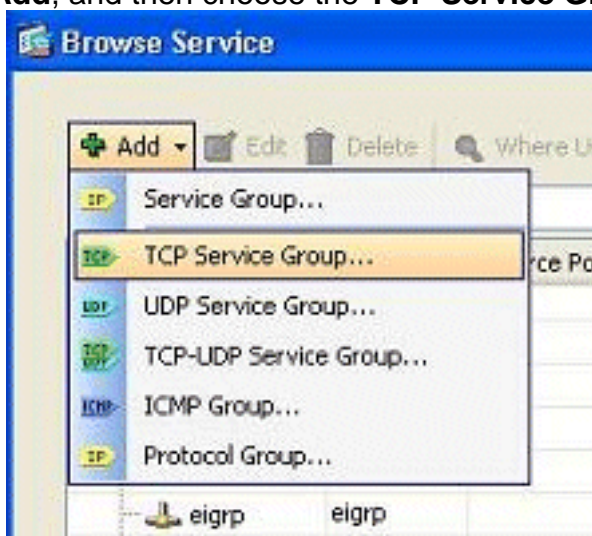 Add, and then choose the TCP Service G
Browse Service
Add Edit Delete Where U
IP Service Group...
TCP TCP Service Group... rce Po
UDP UDP Service Group...
TCP UDP TCP-UDP Service Group...
ICMP ICMP Group...
IP Protocol Group...
eigrp eigrp